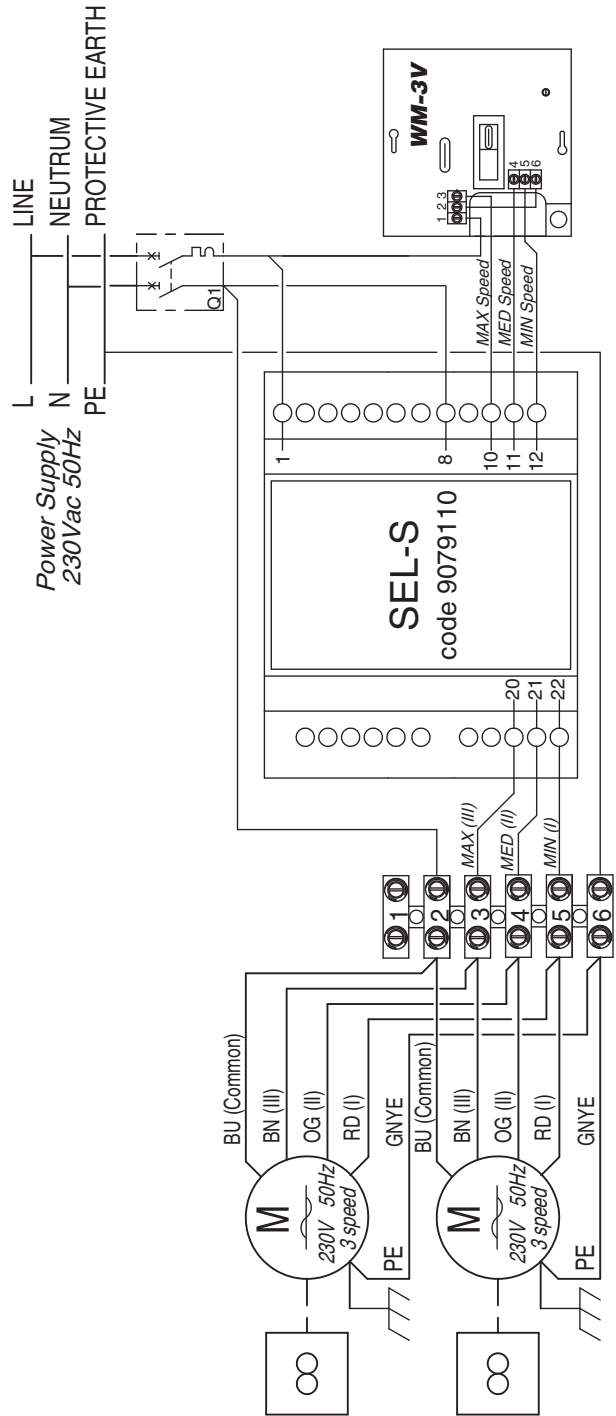 Power Supply
230Vac 50Hz
L LINE
N NEUTRUM
PE PROTECTIVE EARTH
Q1
WM-3V
1 2 3
4
5
6
MAX Speed
MED Speed
MIN Speed
1
8
10
11
12
SEL-S
code 9079110
20
21
22
MAX (III)
MED (II)
MIN (I)
1
2
3
4
5
6
BU (Common)
BN (III)
OG (II)
RD (I)
GNYE
M
230V 50Hz
3 speed
PE
BU (Common)
BN (III)
OG (II)
RD (I)
GNYE
M
230V 50Hz
3 speed
PE